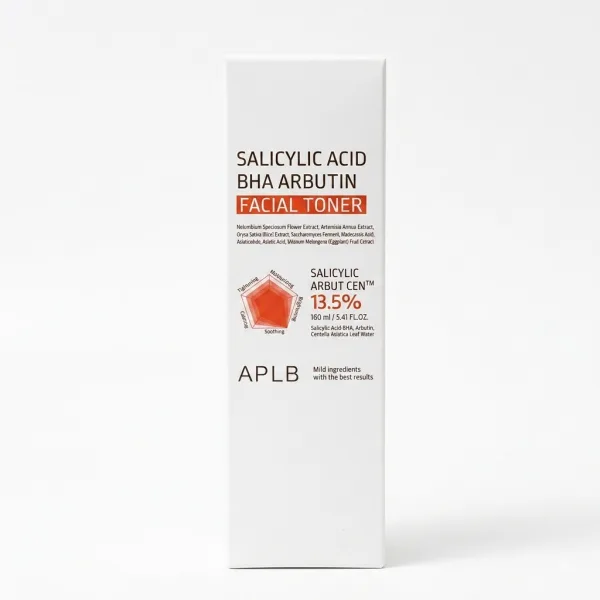 SALICYLIC ACID
BHA ARBUTIN
FACIAL TONER
Nelumbium Speciosum Flower Extract, Artemisia Annua Extract,
Oryza Sativa (Rice) Extract, Saccharomyces Ferment, Madecassic Acid,
Asiaticoside, Asiatic Acid, Melongena (Eggplant) Fruit Extract
Moisturizing
Tightening
Brightening
Soothing
SALICYLIC
ARBUT CEN™
13.5%
160 ml / 5.41 FL.OZ.
Salicylic Acid-BHA, Arbutin,
Centella Asiatica Leaf Water
APLB
Mild ingredients
with the best results